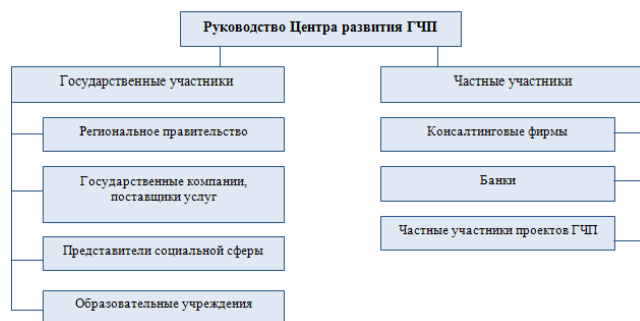 Руководство Центра развития ГЧП
Государственные участники
Региональное правительство
Государственные компании,
поставщики услуг
Представители социальной сферы
Образовательные учреждения
Частные участники
Консалтинговые фирмы
Банки
Частные участники проектов ГЧП